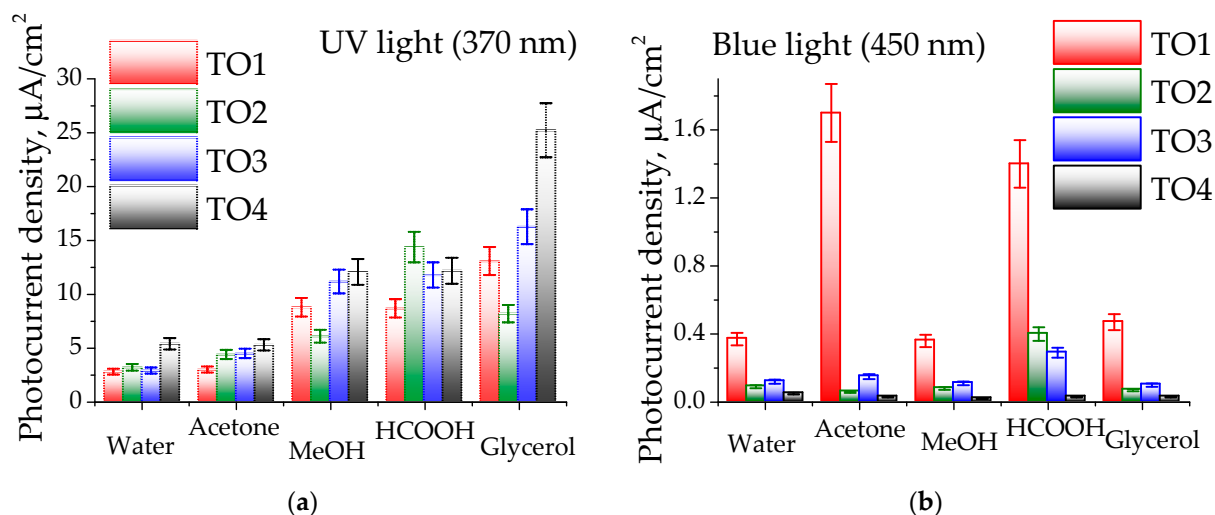 Photocurrent density, μA/cm²
UV light (370 nm)
TO1
TO2
TO3
TO4
30
25
20
15
10
5
0
Water
Acetone
MeOH
HCOOH
Glycerol
(a)
Photocurrent density, μA/cm²
Blue light (450 nm)
TO1
TO2
TO3
TO4
1.6
1.2
0.8
0.4
0.0
Water
Acetone
MeOH
HCOOH
Glycerol
(b)